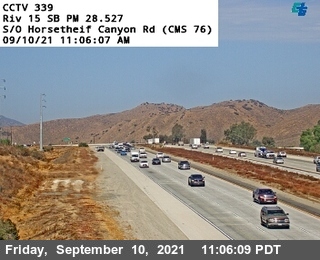 CCTV 339
Riv 15 SB PM 28.527
S/O Horsetheif Canyon Rd (CMS 76)
09/10/21 11:06:07 AM
Friday, September 10, 2021 11:06:09 PDT